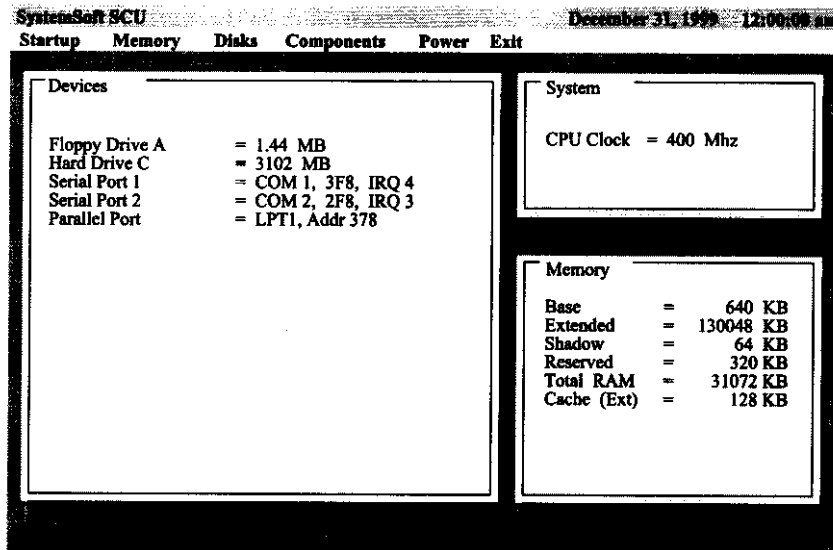 SystemSoft SCU December 31, 1999 12:00:00 am
Startup Memory Disks Components Power Exit
Devices
Floppy Drive A = 1.44 MB
Hard Drive C = 3102 MB
Serial Port 1 = COM 1, 3F8, IRQ 4
Serial Port 2 = COM 2, 2F8, IRQ 3
Parallel Port = LPT1, Addr 378
System
CPU Clock = 400 Mhz
Memory
Base = 640 KB
Extended = 130048 KB
Shadow = 64 KB
Reserved = 320 KB
Total RAM = 31072 KB
Cache (Ext) = 128 KB